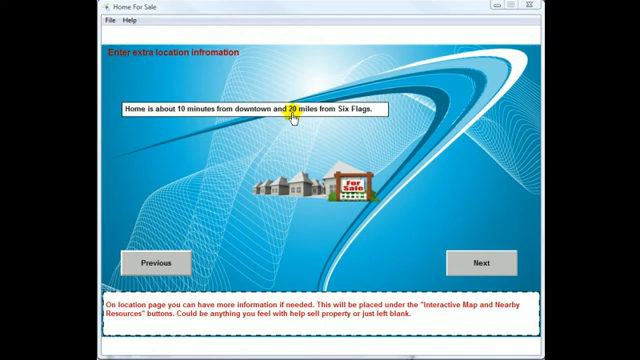 Home For Sale
File Help
Enter extra location infromation
Home is about 10 minutes from downtown and 20 miles from Six Flags.
For
Sale
Previous
Next
On location page you can have more information if needed. This will be placed under the "Interactive Map and Nearby
Resources" buttons. Could be anything you feel with help sell property or just left blank.